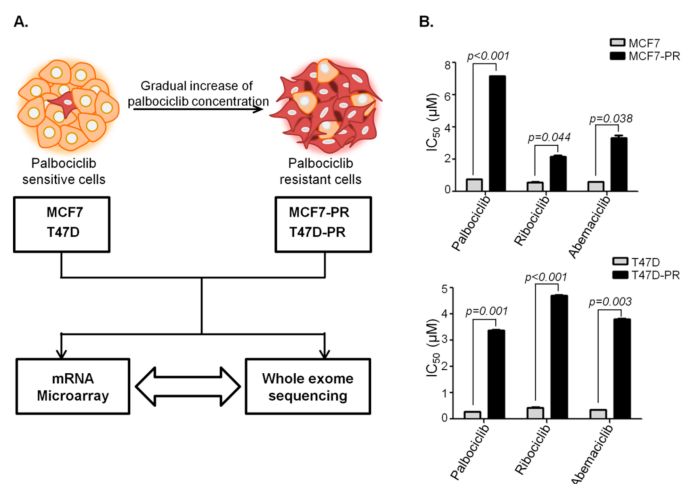 A.
Gradual increase of
palbociclib concentration
Palbociclib
sensitive cells
Palbociclib
resistant cells
MCF7
T47D
MCF7-PR
T47D-PR
mRNA
Microarray
Whole exome
sequencing
B.
MCF7
MCF7-PR
p<0.001
p=0.044
p=0.038
IC50 (µM)
8
6
4
2
0
Palbociclib
Ribociclib
Abemaciclib
T47D
T47D-PR
p=0.001
p<0.001
p=0.003
IC50 (µM)
5
4
3
2
1
0
Palbociclib
Ribociclib
Abemaciclib